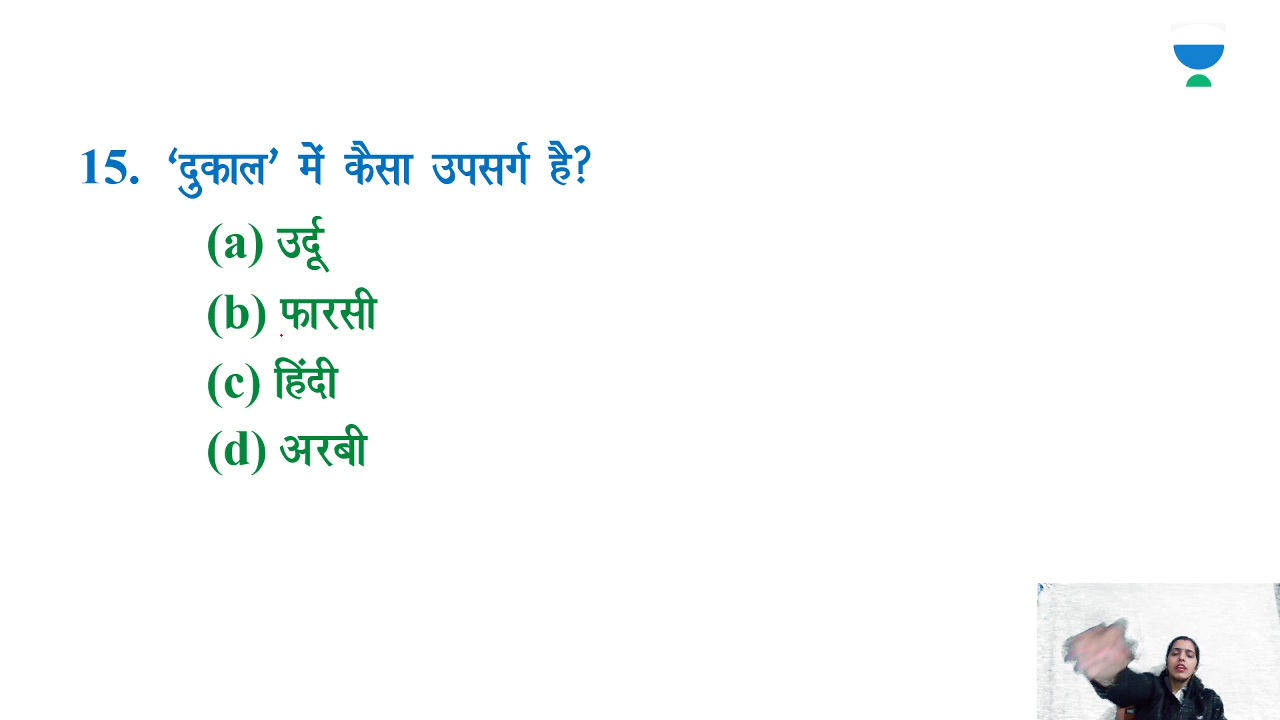 15. ‘दुकाल’ में कैसा उपसर्ग है?
(a) उर्दू
(b) फारसी
(c) हिंदी
(d) अरबी